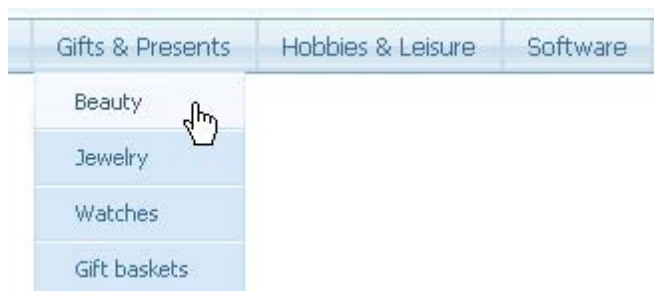 Gifts & Presents Hobbies & Leisure Software
Beauty
Jewelry
Watches
Gift baskets